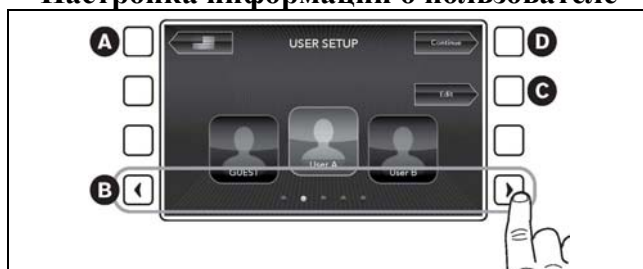 Настройка информации о пользователе
A USER SETUP Continue D
Edit C
GUEST User A User B
B